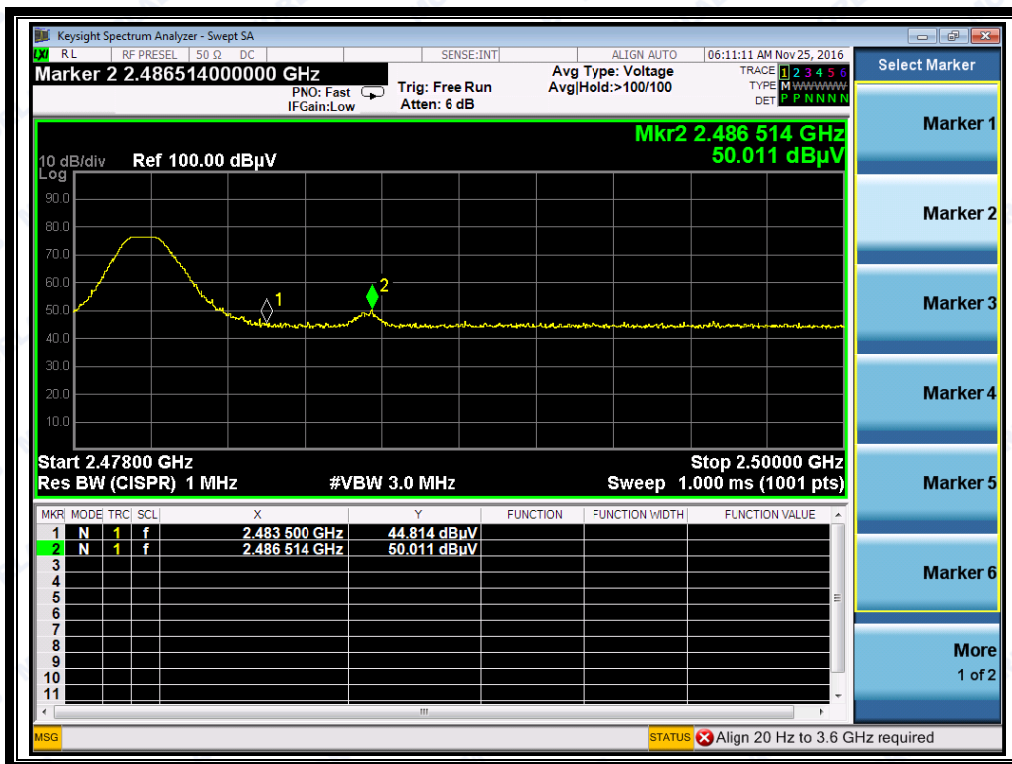 Keysight Spectrum Analyzer - Swept SA
LXI RL RF PRESEL 50 Ω DC SENSE:INT ALIGN AUTO 06:11:11 AM Nov 25, 2016
Marker 2 2.486514000000 GHz
PNO: Fast
IFGain:Low
Trig: Free Run
Atten: 6 dB
Avg Type: Voltage
Avg|Hold:>100/100
TRACE 1 2 3 4 5 6
TYPE M WWWWW
DET P P N N N N
Mkr2 2.486 514 GHz
50.011 dBµV
10 dB/div Ref 100.00 dBµV
Log
90.0
80.0
70.0
60.0
50.0
40.0
30.0
20.0
10.0
1
2
Start 2.47800 GHz Stop 2.50000 GHz
Res BW (CISPR) 1 MHz #VBW 3.0 MHz Sweep 1.000 ms (1001 pts)
MKR MODE TRC SCL X Y FUNCTION FUNCTION WIDTH FUNCTION VALUE
1 N 1 f 2.483 500 GHz 44.814 dBµV
2 N 1 f 2.486 514 GHz 50.011 dBµV
3
4
5
6
7
8
9
10
11
MSG STATUS Align 20 Hz to 3.6 GHz required
Select Marker
Marker 1
Marker 2
Marker 3
Marker 4
Marker 5
Marker 6
More
1 of 2